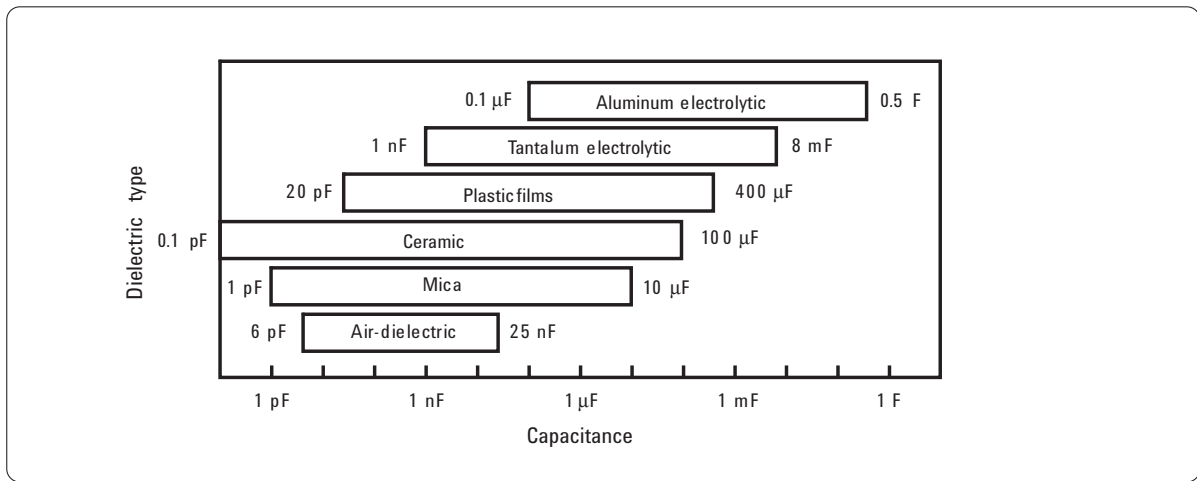 0.1 μF Aluminum electrolytic 0.5 F
1 nF Tantalum electrolytic 8 mF
20 pF Plastic films 400 μF
0.1 pF Ceramic 100 μF
1 pF Mica 10 μF
6 pF Air-dielectric 25 nF
Dielectric type
1 pF 1 nF 1 μF 1 mF 1 F
Capacitance